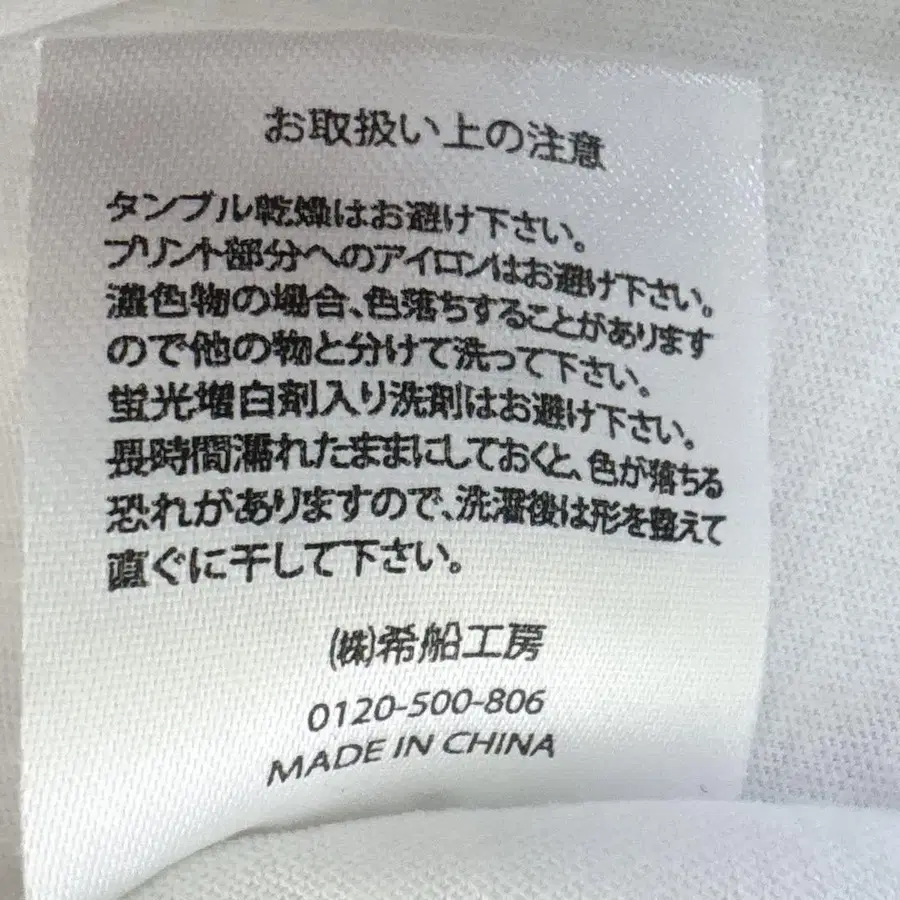 お取扱い上の注意
タンブル乾燥はお避け下さい。
プリント部分へのアイロンはお避け下さい。
濃色物の場合、色落ちすることがあります
ので他の物と分けて洗って下さい。
蛍光増白剤入り洗剤はお避け下さい。
長時間濡れたままにしておくと、色が落ちる
恐れがありますので、洗濯後は形を整えて
直ぐに干して下さい。
(株)希船工房
0120-500-806
MADE IN CHINA